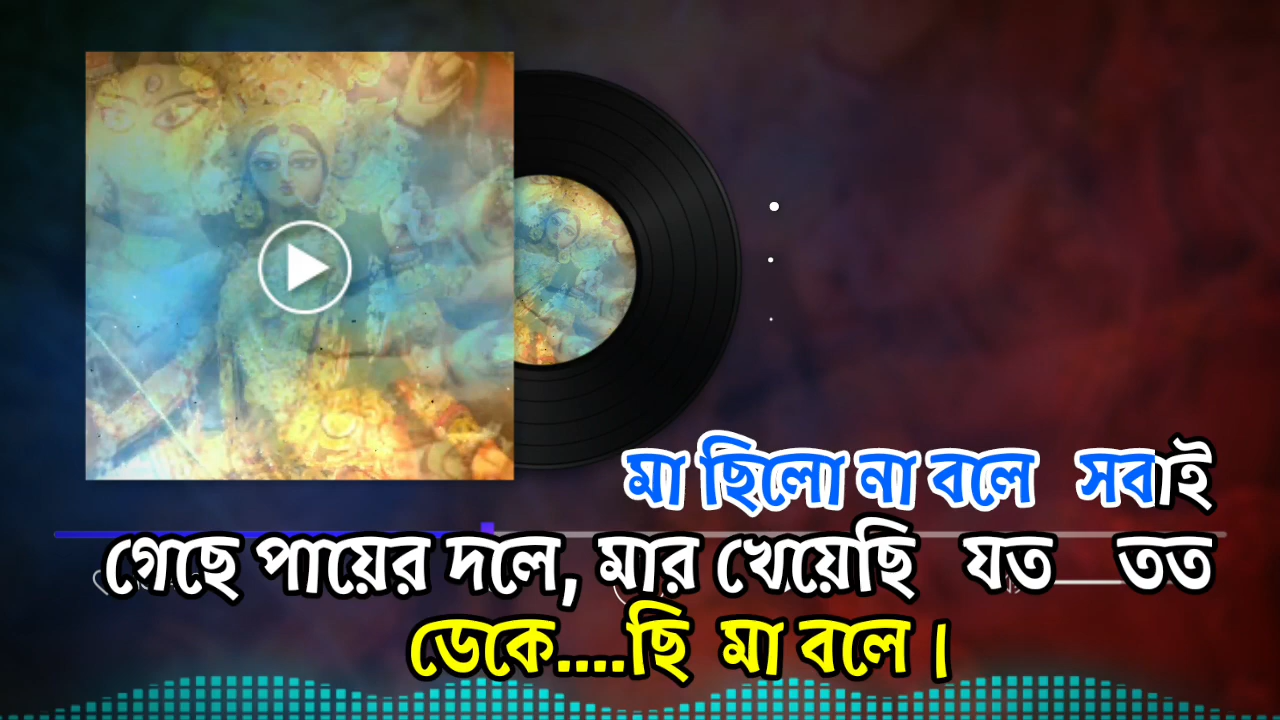 মা ছিলো না বলে সবাই
গেছে পায়ের দলে, মার খেয়েছি যত তত
ডেকে....ছি মা বলে।